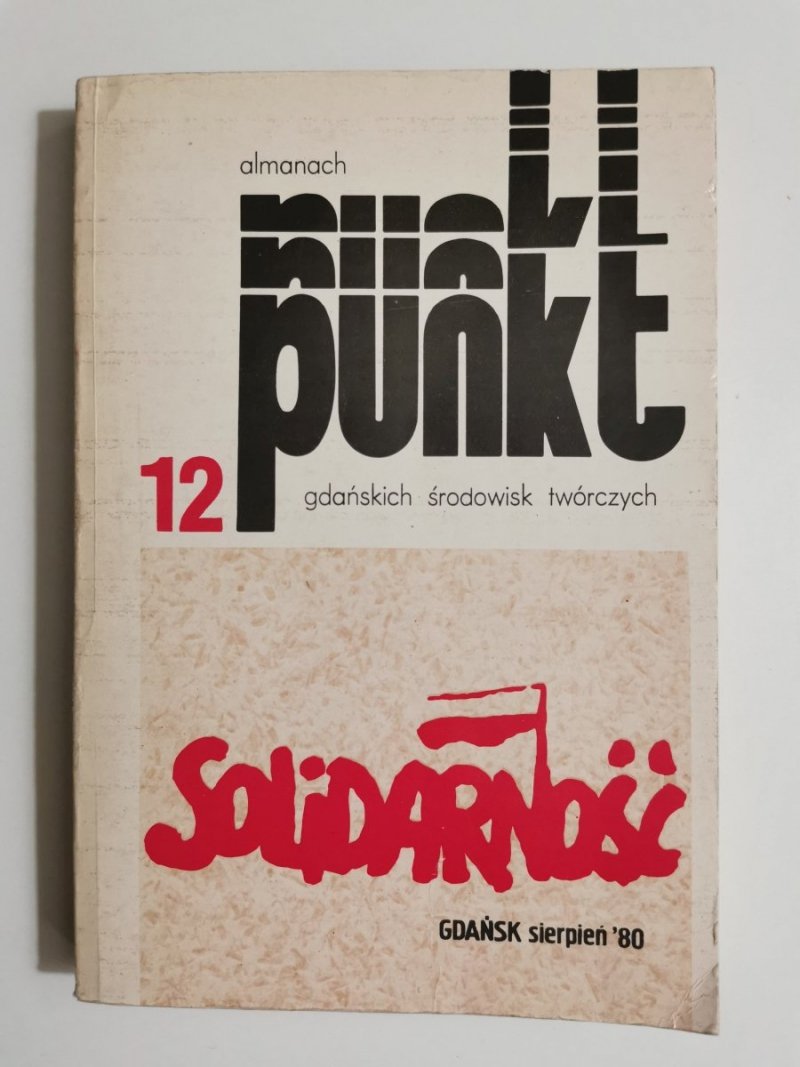 almanach
punkt
12
gdańskich środowisk twórczych
SOLiDARNOŚĆ
GDAŃSK sierpień '80